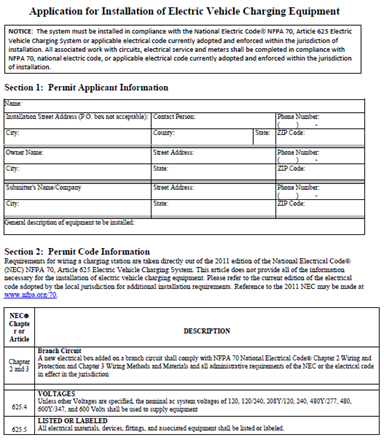 Application for Installation of Electric Vehicle Charging Equipment
NOTICE: The system must be installed in compliance with the National Electric Code® NFPA 70, Article 625 Electric
Vehicle Charging System or applicable electrical code currently adopted and enforced within the jurisdiction of
installation. All associated work with circuits, electrical service and meters shall be completed in compliance with
NFPA 70, national electric code, or applicable electrical code currently adopted and enforced within the jurisdiction
of installation.
Section 1: Permit Applicant Information
Name:
Installation Street Address (P.O. box not acceptable): Contact Person: Phone Number:
( ) -
City: County: State: ZIP Code:
Owner Name: Street Address: Phone Number:
( ) -
City: State: ZIP Code:
Submitter's Name/Company Street Address: Phone Number:
( ) -
City: State: ZIP Code:
General description of equipment to be installed:
Section 2: Permit Code Information
Requirements for wiring a charging station are taken directly out of the 2011 edition of the National Electrical Code®
(NEC) NFPA 70, Article 625 Electric Vehicle Charging System. This article does not provide all of the information
necessary for the installation of electric vehicle charging equipment. Please refer to the current edition of the electrical
code adopted by the local jurisdiction for additional installation requirements. Reference to the 2011 NEC may be made at
www.nfpa.org/70.
NEC®
Chapte
r or
Article
DESCRIPTION
Chapter
2 and 3
Branch Circuit
A new electrical box added on a branch circuit shall comply with NFPA 70 National Electrical Code® Chapter 2 Wiring and
Protection and Chapter 3 Wiring Methods and Materials and all administrative requirements of the NEC or the electrical code
in effect in the jurisdiction
625.4
VOLTAGES
Unless other Voltages are specified, the nominal ac system voltages of 120, 120/240, 208Y/120, 240, 480Y/277, 480,
600Y/347, and 600 Volts shall be used to supply equipment
625.5
LISTED OR LABELED
All electrical materials, devices, fittings, and associated equipment shall be listed or labeled.